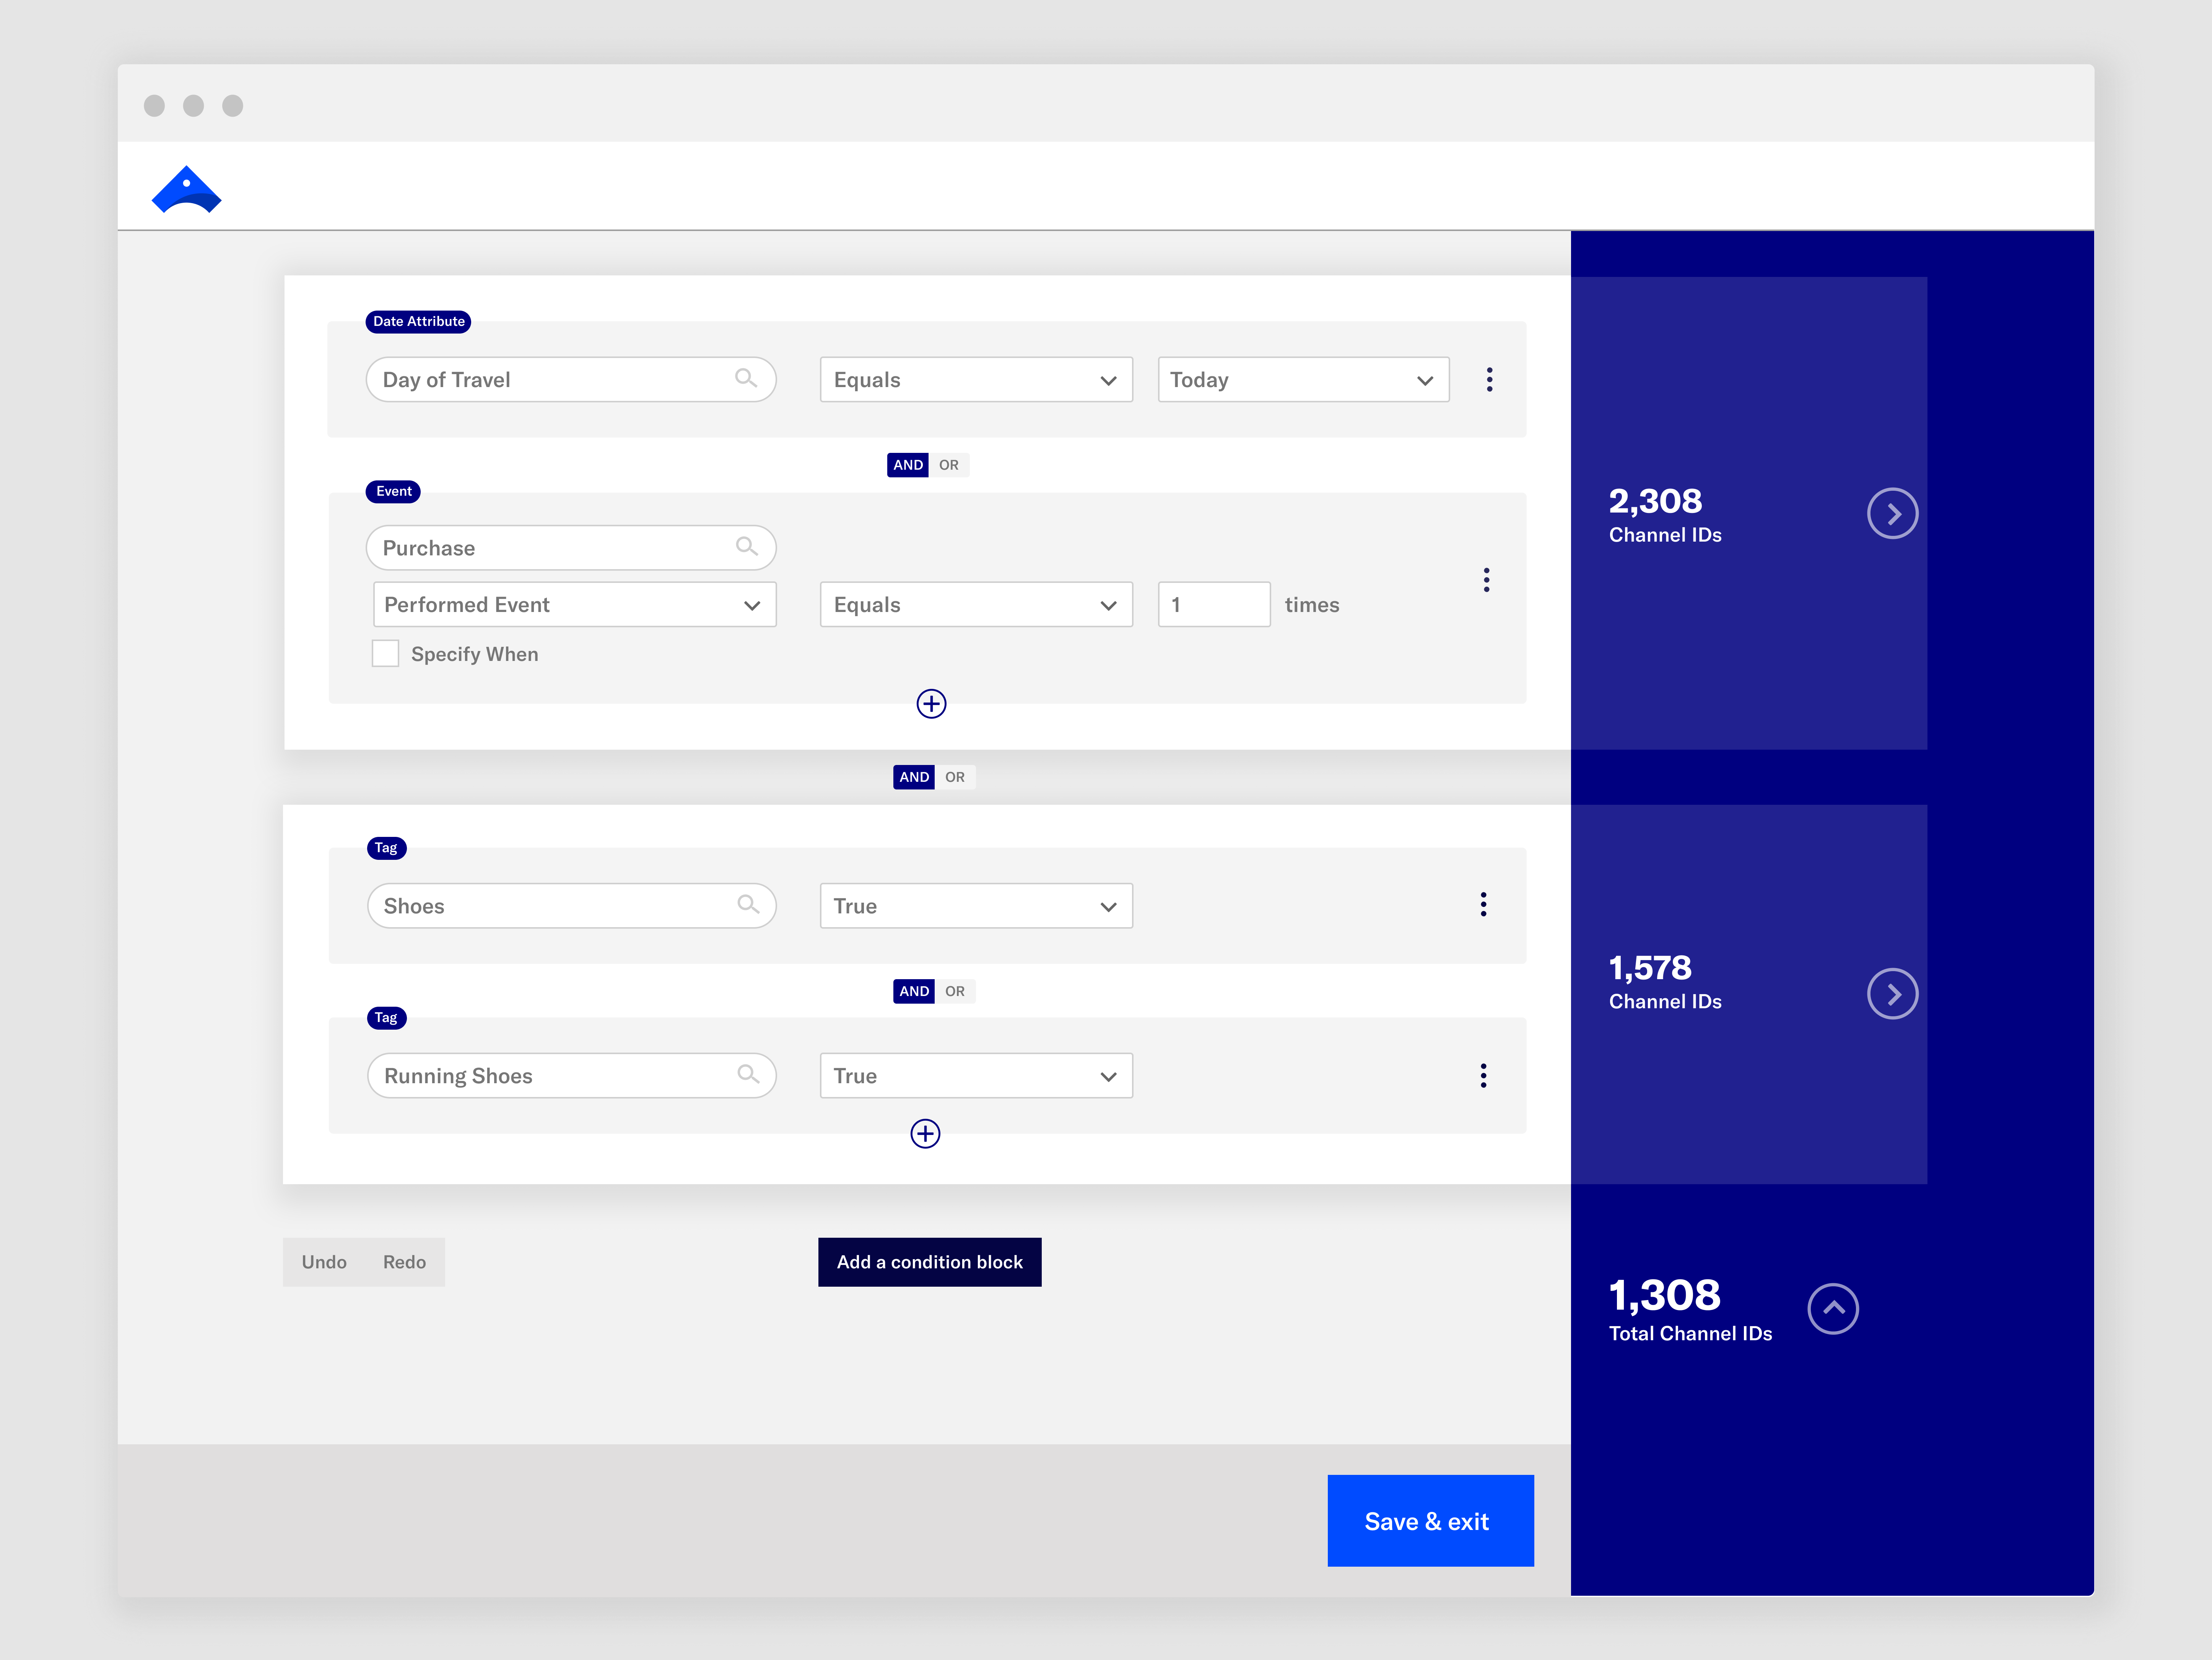 Date Attribute
Day of Travel Equals Today
AND OR
Event
Purchase
Performed Event Equals 1 times
Specify When
2,308
Channel IDs
AND OR
Tag
Shoes True
AND OR
Tag
Running Shoes True
1,578
Channel IDs
Undo Redo Add a condition block
1,308
Total Channel IDs
Save & exit